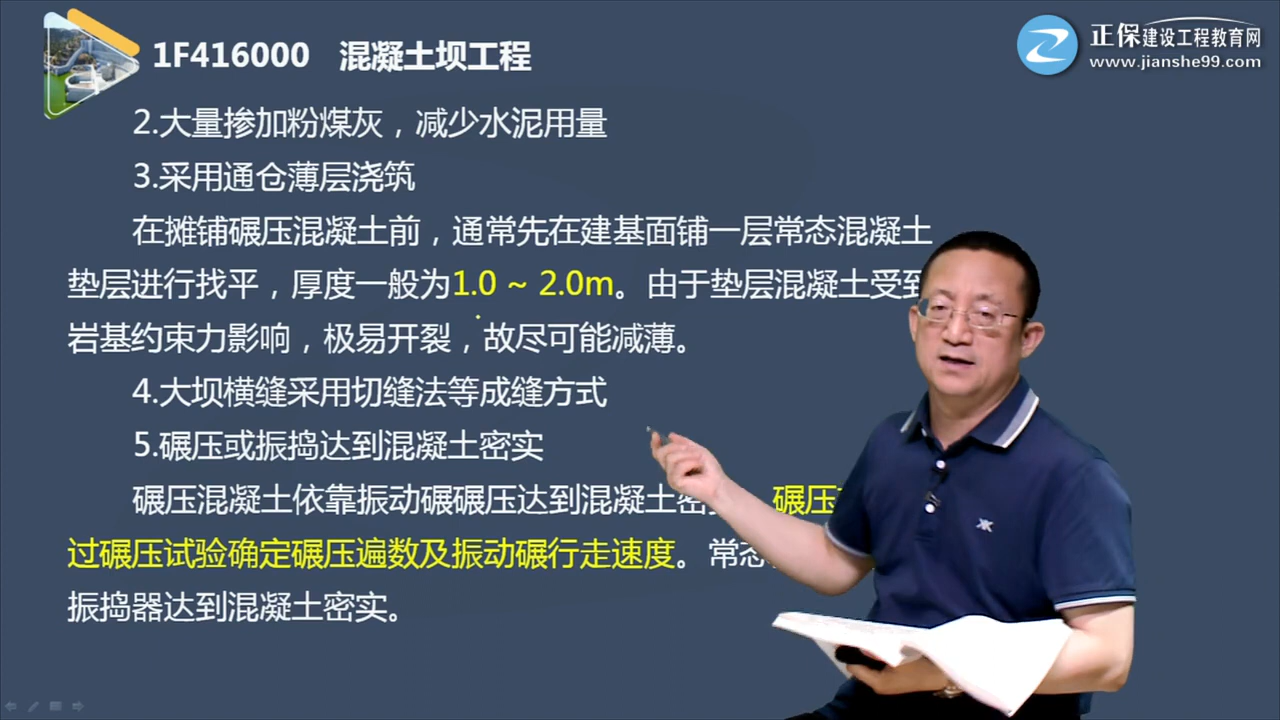 1F416000 混凝土坝工程
正保建设工程教育网
www.jianshe99.com
2.大量掺加粉煤灰，减少水泥用量
3.采用通仓薄层浇筑
在摊铺碾压混凝土前，通常先在建基面铺一层常态混凝土
垫层进行找平，厚度一般为1.0 ~ 2.0m。由于垫层混凝土受到
岩基约束力影响，极易开裂，故尽可能减薄。
4.大坝横缝采用切缝法等成缝方式
5.碾压或振捣达到混凝土密实
碾压混凝土依靠振动碾碾压达到混凝土密 碾压
过碾压试验确定碾压遍数及振动碾行走速度。常态
振捣器达到混凝土密实。